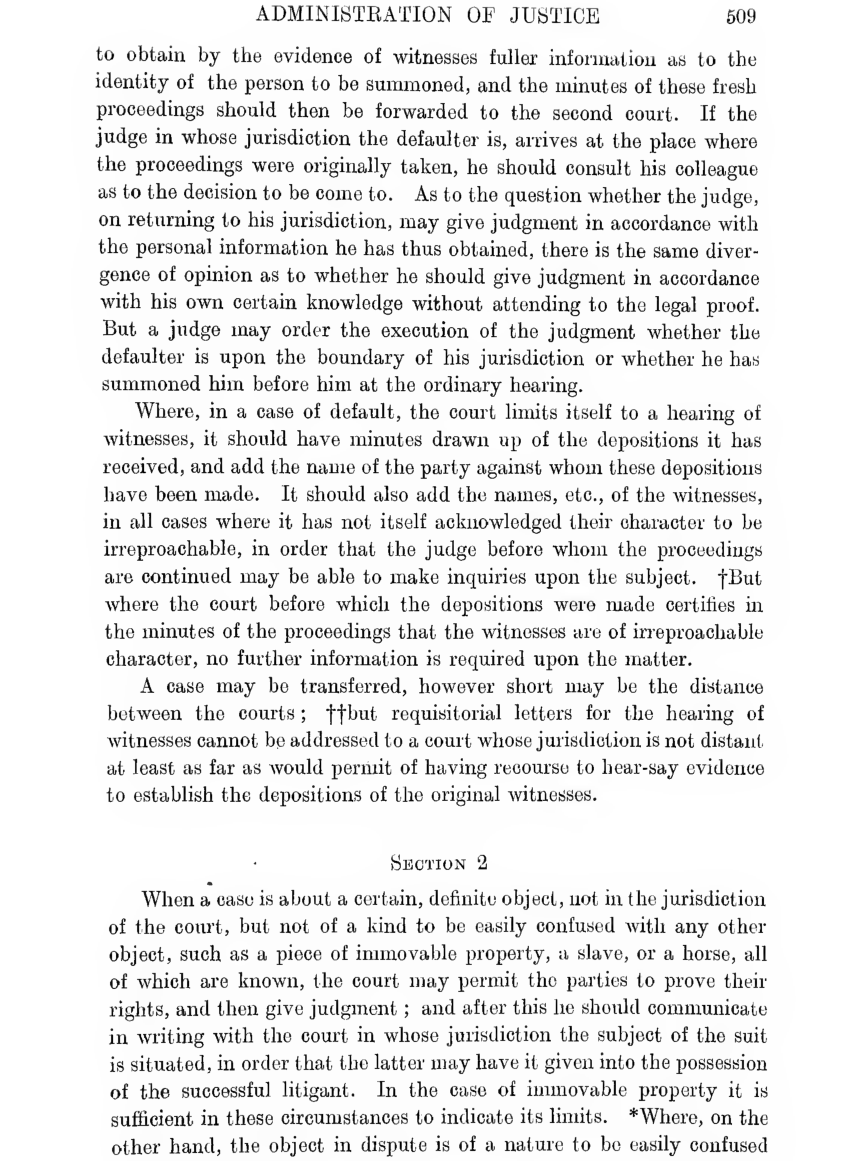 ADMINISTRATION OF JUSTICE 509
to obtain by the evidence of witnesses fuller information as to the
identity of the person to be summoned, and the minutes of these fresh
proceedings should then be forwarded to the second court. If the
judge in whose jurisdiction the defaulter is, arrives at the place where
the proceedings were originally taken, he should consult his colleague
as to the decision to be come to. As to the question whether the judge,
on returning to his jurisdiction, may give judgment in accordance with
the personal information he has thus obtained, there is the same diver-
gence of opinion as to whether he should give judgment in accordance
with his own certain knowledge without attending to the legal proof.
But a judge may order the execution of the judgment whether the
defaulter is upon the boundary of his jurisdiction or whether he has
summoned him before him at the ordinary hearing.
Where, in a case of default, the court limits itself to a hearing of
witnesses, it should have minutes drawn up of the depositions it has
received, and add the name of the party against whom these depositions
have been made. It should also add the names, etc., of the witnesses,
in all cases where it has not itself acknowledged their character to be
irreproachable, in order that the judge before whom the proceedings
are continued may be able to make inquiries upon the subject. †But
where the court before which the depositions were made certifies in
the minutes of the proceedings that the witnesses are of irreproachable
character, no further information is required upon the matter.
A case may be transferred, however short may be the distance
between the courts; ††but requisitorial letters for the hearing of
witnesses cannot be addressed to a court whose jurisdiction is not distant
at least as far as would permit of having recourse to hear-say evidence
to establish the depositions of the original witnesses.
SECTION 2
When a case is about a certain, definite object, not in the jurisdiction
of the court, but not of a kind to be easily confused with any other
object, such as a piece of immovable property, a slave, or a horse, all
of which are known, the court may permit the parties to prove their
rights, and then give judgment; and after this he should communicate
in writing with the court in whose jurisdiction the subject of the suit
is situated, in order that the latter may have it given into the possession
of the successful litigant. In the case of immovable property it is
sufficient in these circumstances to indicate its limits. *Where, on the
other hand, the object in dispute is of a nature to be easily confused